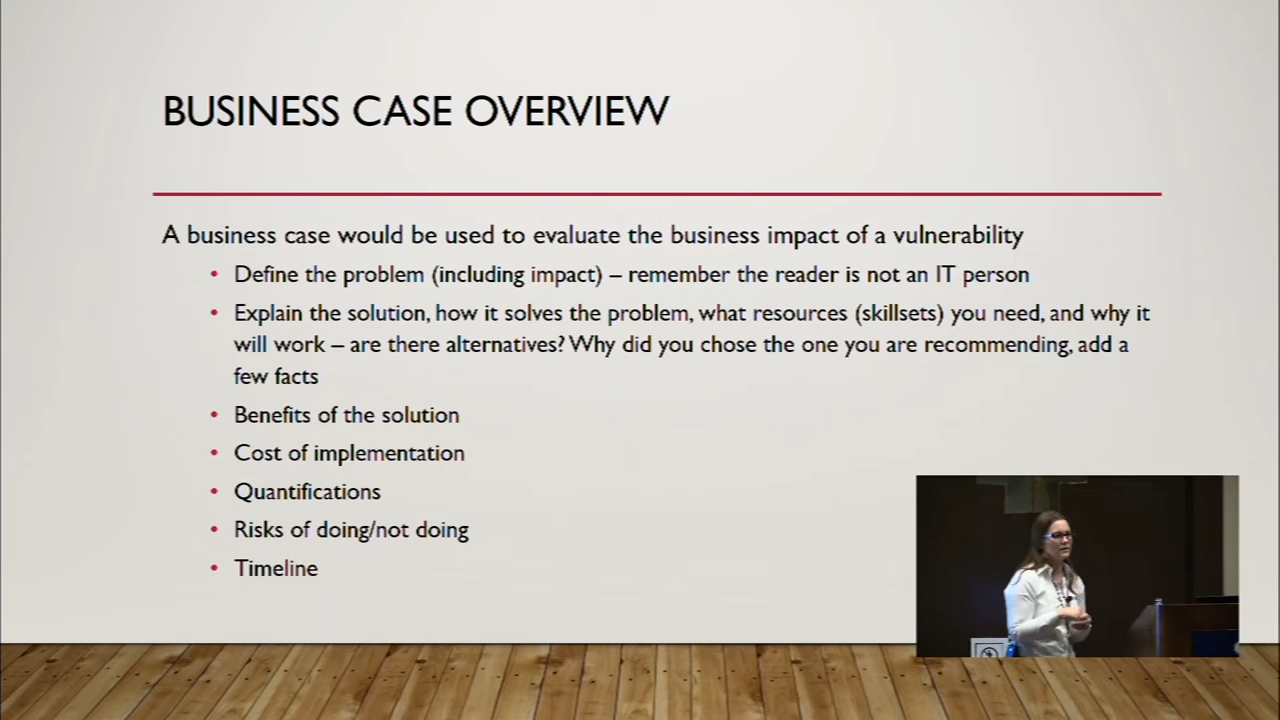 BUSINESS CASE OVERVIEW
A business case would be used to evaluate the business impact of a vulnerability
• Define the problem (including impact) – remember the reader is not an IT person
• Explain the solution, how it solves the problem, what resources (skillsets) you need, and why it
will work – are there alternatives? Why did you chose the one you are recommending, add a
few facts
• Benefits of the solution
• Cost of implementation
• Quantifications
• Risks of doing/not doing
• Timeline